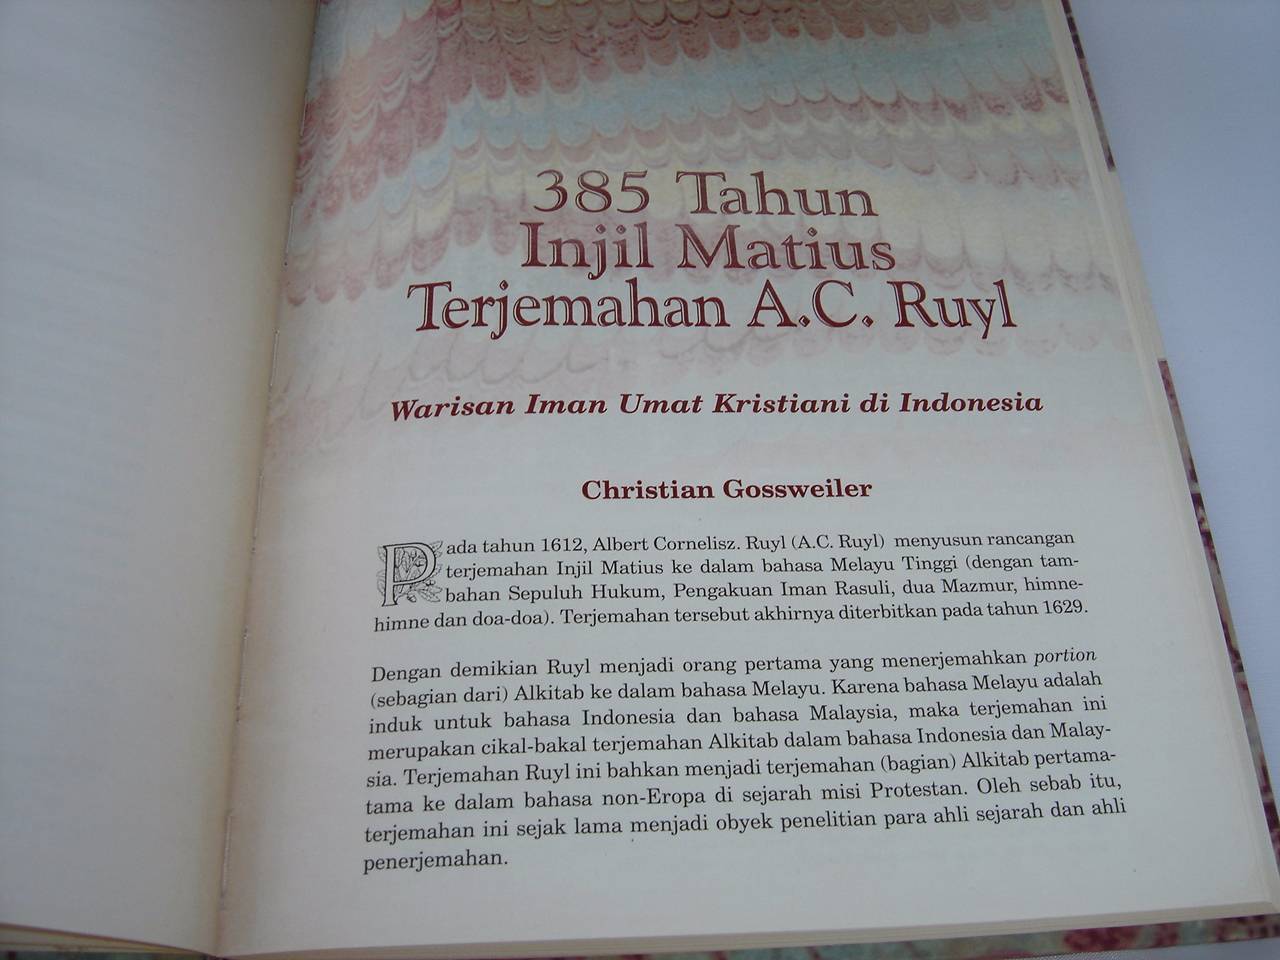 385 Tahun
Injil Matius
Terjemahan A.C. Ruyl
Warisan Iman Umat Kristiani di Indonesia
Christian Gossweiler
Pada tahun 1612, Albert Cornelisz. Ruyl (A.C. Ruyl) menyusun rancangan
terjemahan Injil Matius ke dalam bahasa Melayu Tinggi (dengan tam-
bahan Sepuluh Hukum, Pengakuan Iman Rasuli, dua Mazmur, himne-
himne dan doa-doa). Terjemahan tersebut akhirnya diterbitkan pada tahun 1629.
Dengan demikian Ruyl menjadi orang pertama yang menerjemahkan portion
(sebagian dari) Alkitab ke dalam bahasa Melayu. Karena bahasa Melayu adalah
induk untuk bahasa Indonesia dan bahasa Malaysia, maka terjemahan ini
merupakan cikal-bakal terjemahan Alkitab dalam bahasa Indonesia dan Malay-
sia. Terjemahan Ruyl ini bahkan menjadi terjemahan (bagian) Alkitab pertama-
tama ke dalam bahasa non-Eropa di sejarah misi Protestan. Oleh sebab itu,
terjemahan ini sejak lama menjadi obyek penelitian para ahli sejarah dan ahli
penerjemahan.